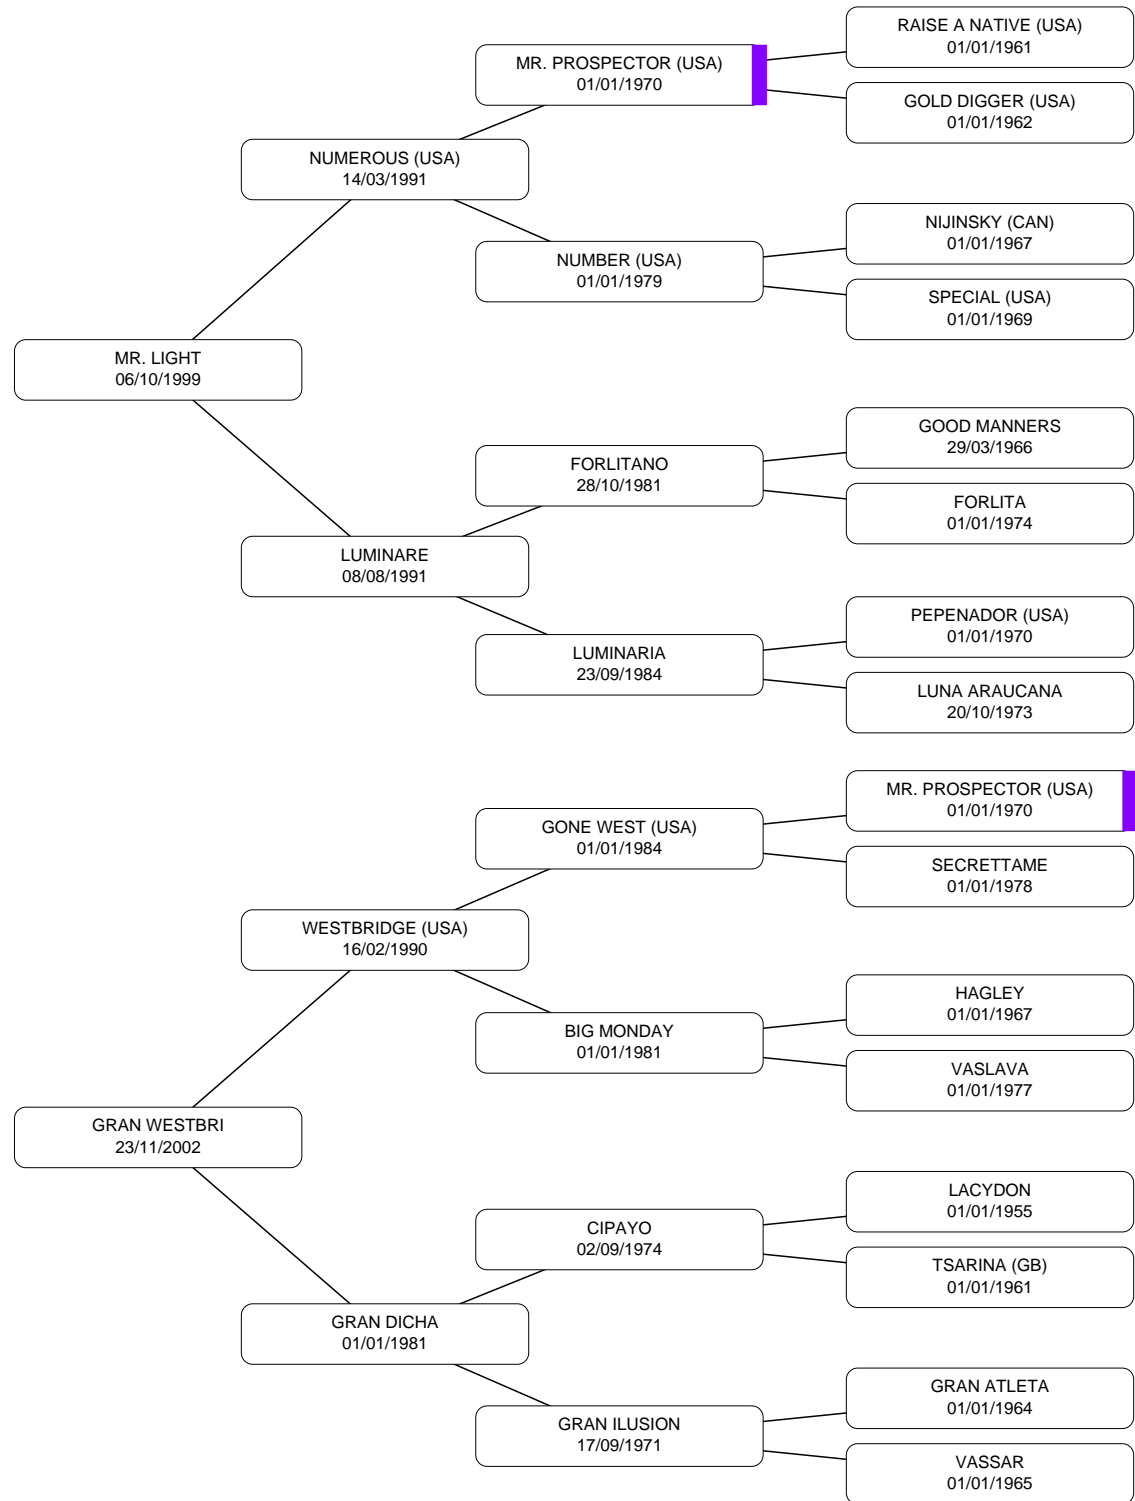 RAISE A NATIVE (USA)
01/01/1961
MR. PROSPECTOR (USA)
01/01/1970
GOLD DIGGER (USA)
01/01/1962
NUMEROUS (USA)
14/03/1991
NIJINSKY (CAN)
01/01/1967
NUMBER (USA)
01/01/1979
SPECIAL (USA)
01/01/1969
MR. LIGHT
06/10/1999
GOOD MANNERS
29/03/1966
FORLITANO
28/10/1981
FORLITA
01/01/1974
LUMINARE
08/08/1991
PEPENADOR (USA)
01/01/1970
LUMINARIA
23/09/1984
LUNA ARAUCANA
20/10/1973
MR. PROSPECTOR (USA)
01/01/1970
GONE WEST (USA)
01/01/1984
SECRETTAME
01/01/1978
WESTBRIDGE (USA)
16/02/1990
HAGLEY
01/01/1967
BIG MONDAY
01/01/1981
VASLAVA
01/01/1977
GRAN WESTBRI
23/11/2002
LACYDON
01/01/1955
CIPAYO
02/09/1974
TSARINA (GB)
01/01/1961
GRAN DICHA
01/01/1981
GRAN ATLETA
01/01/1964
GRAN ILUSION
17/09/1971
VASSAR
01/01/1965